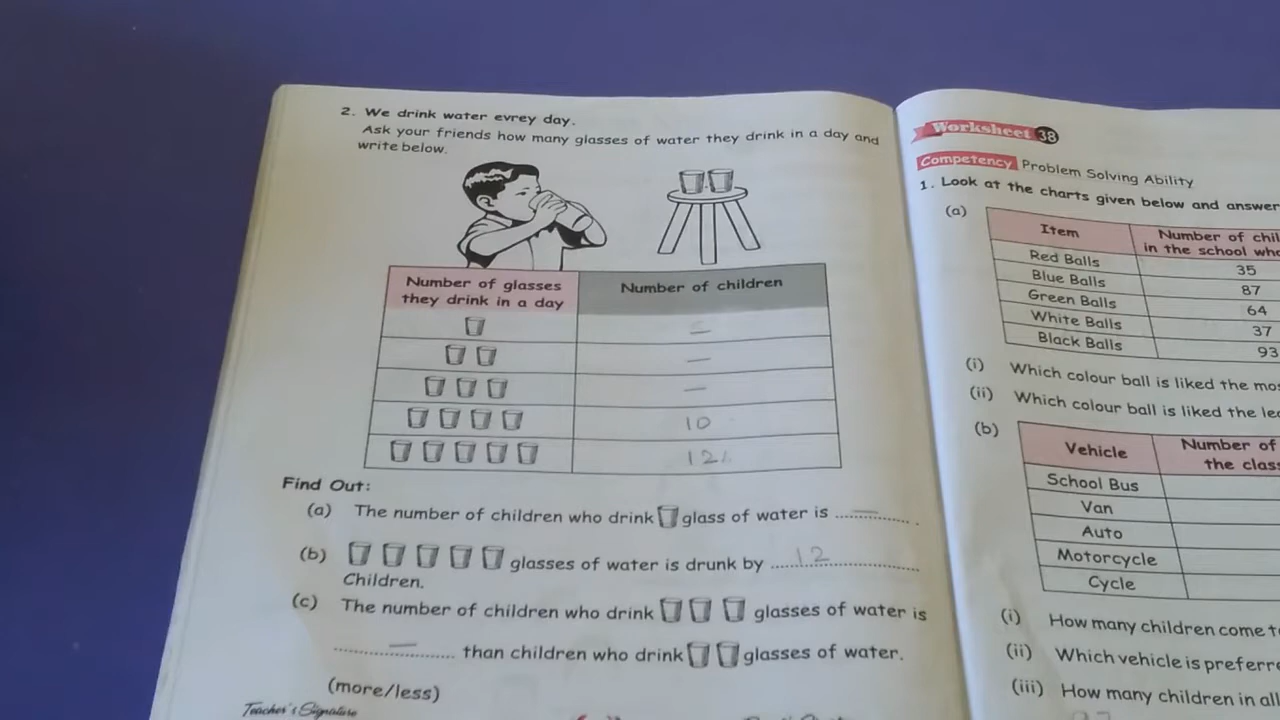 2. We drink water evrey day.
Ask your friends how many glasses of water they drink in a day and
write below.
Number of glasses
they drink in a day
Number of children
–
–
–
10
12
Find Out:
(a) The number of children who drink glass of water is –.
(b) glasses of water is drunk by 12
Children.
(c) The number of children who drink glasses of water is
– than children who drink glasses of water.
(more/less)
Teacher's Signature
Worksheet 38
Competency Problem Solving Ability
1. Look at the charts given below and answer
(a)
Item
Number of
in the school
Red Balls 35
Blue Balls 87
Green Balls 64
White Balls 37
Black Balls 93
(i) Which colour ball is liked the
(ii) Which colour ball is liked the
(b)
Vehicle
Number of
the
School Bus
Van
Auto
Motorcycle
Cycle
(i) How many children come
(ii) Which vehicle is
(iii) How many children in all